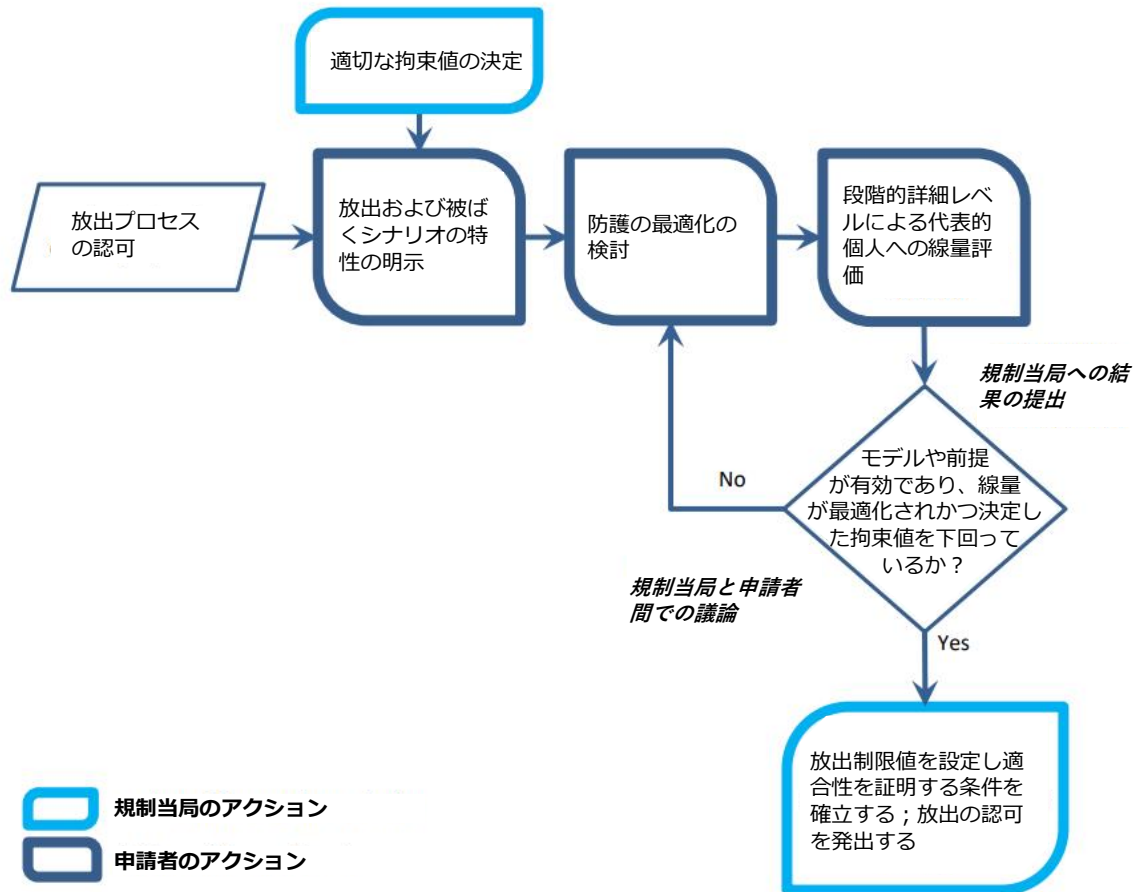 適切な拘束値の決定
放出プロセス
の認可
放出および被ば
くシナリオの特
性の明示
防護の最適化の
検討
段階的詳細レベ
ルによる代表的
個人への線量評
価
規制当局への結
果の提出
モデルや前提
が有効であり、線量
が最適化されかつ決定し
た拘束値を下回って
いるか？
No
規制当局と申請者
間での議論
Yes
放出制限値を設定し適
合性を証明する条件を
確立する；放出の認可
を発出する
規制当局のアクション
申請者のアクション